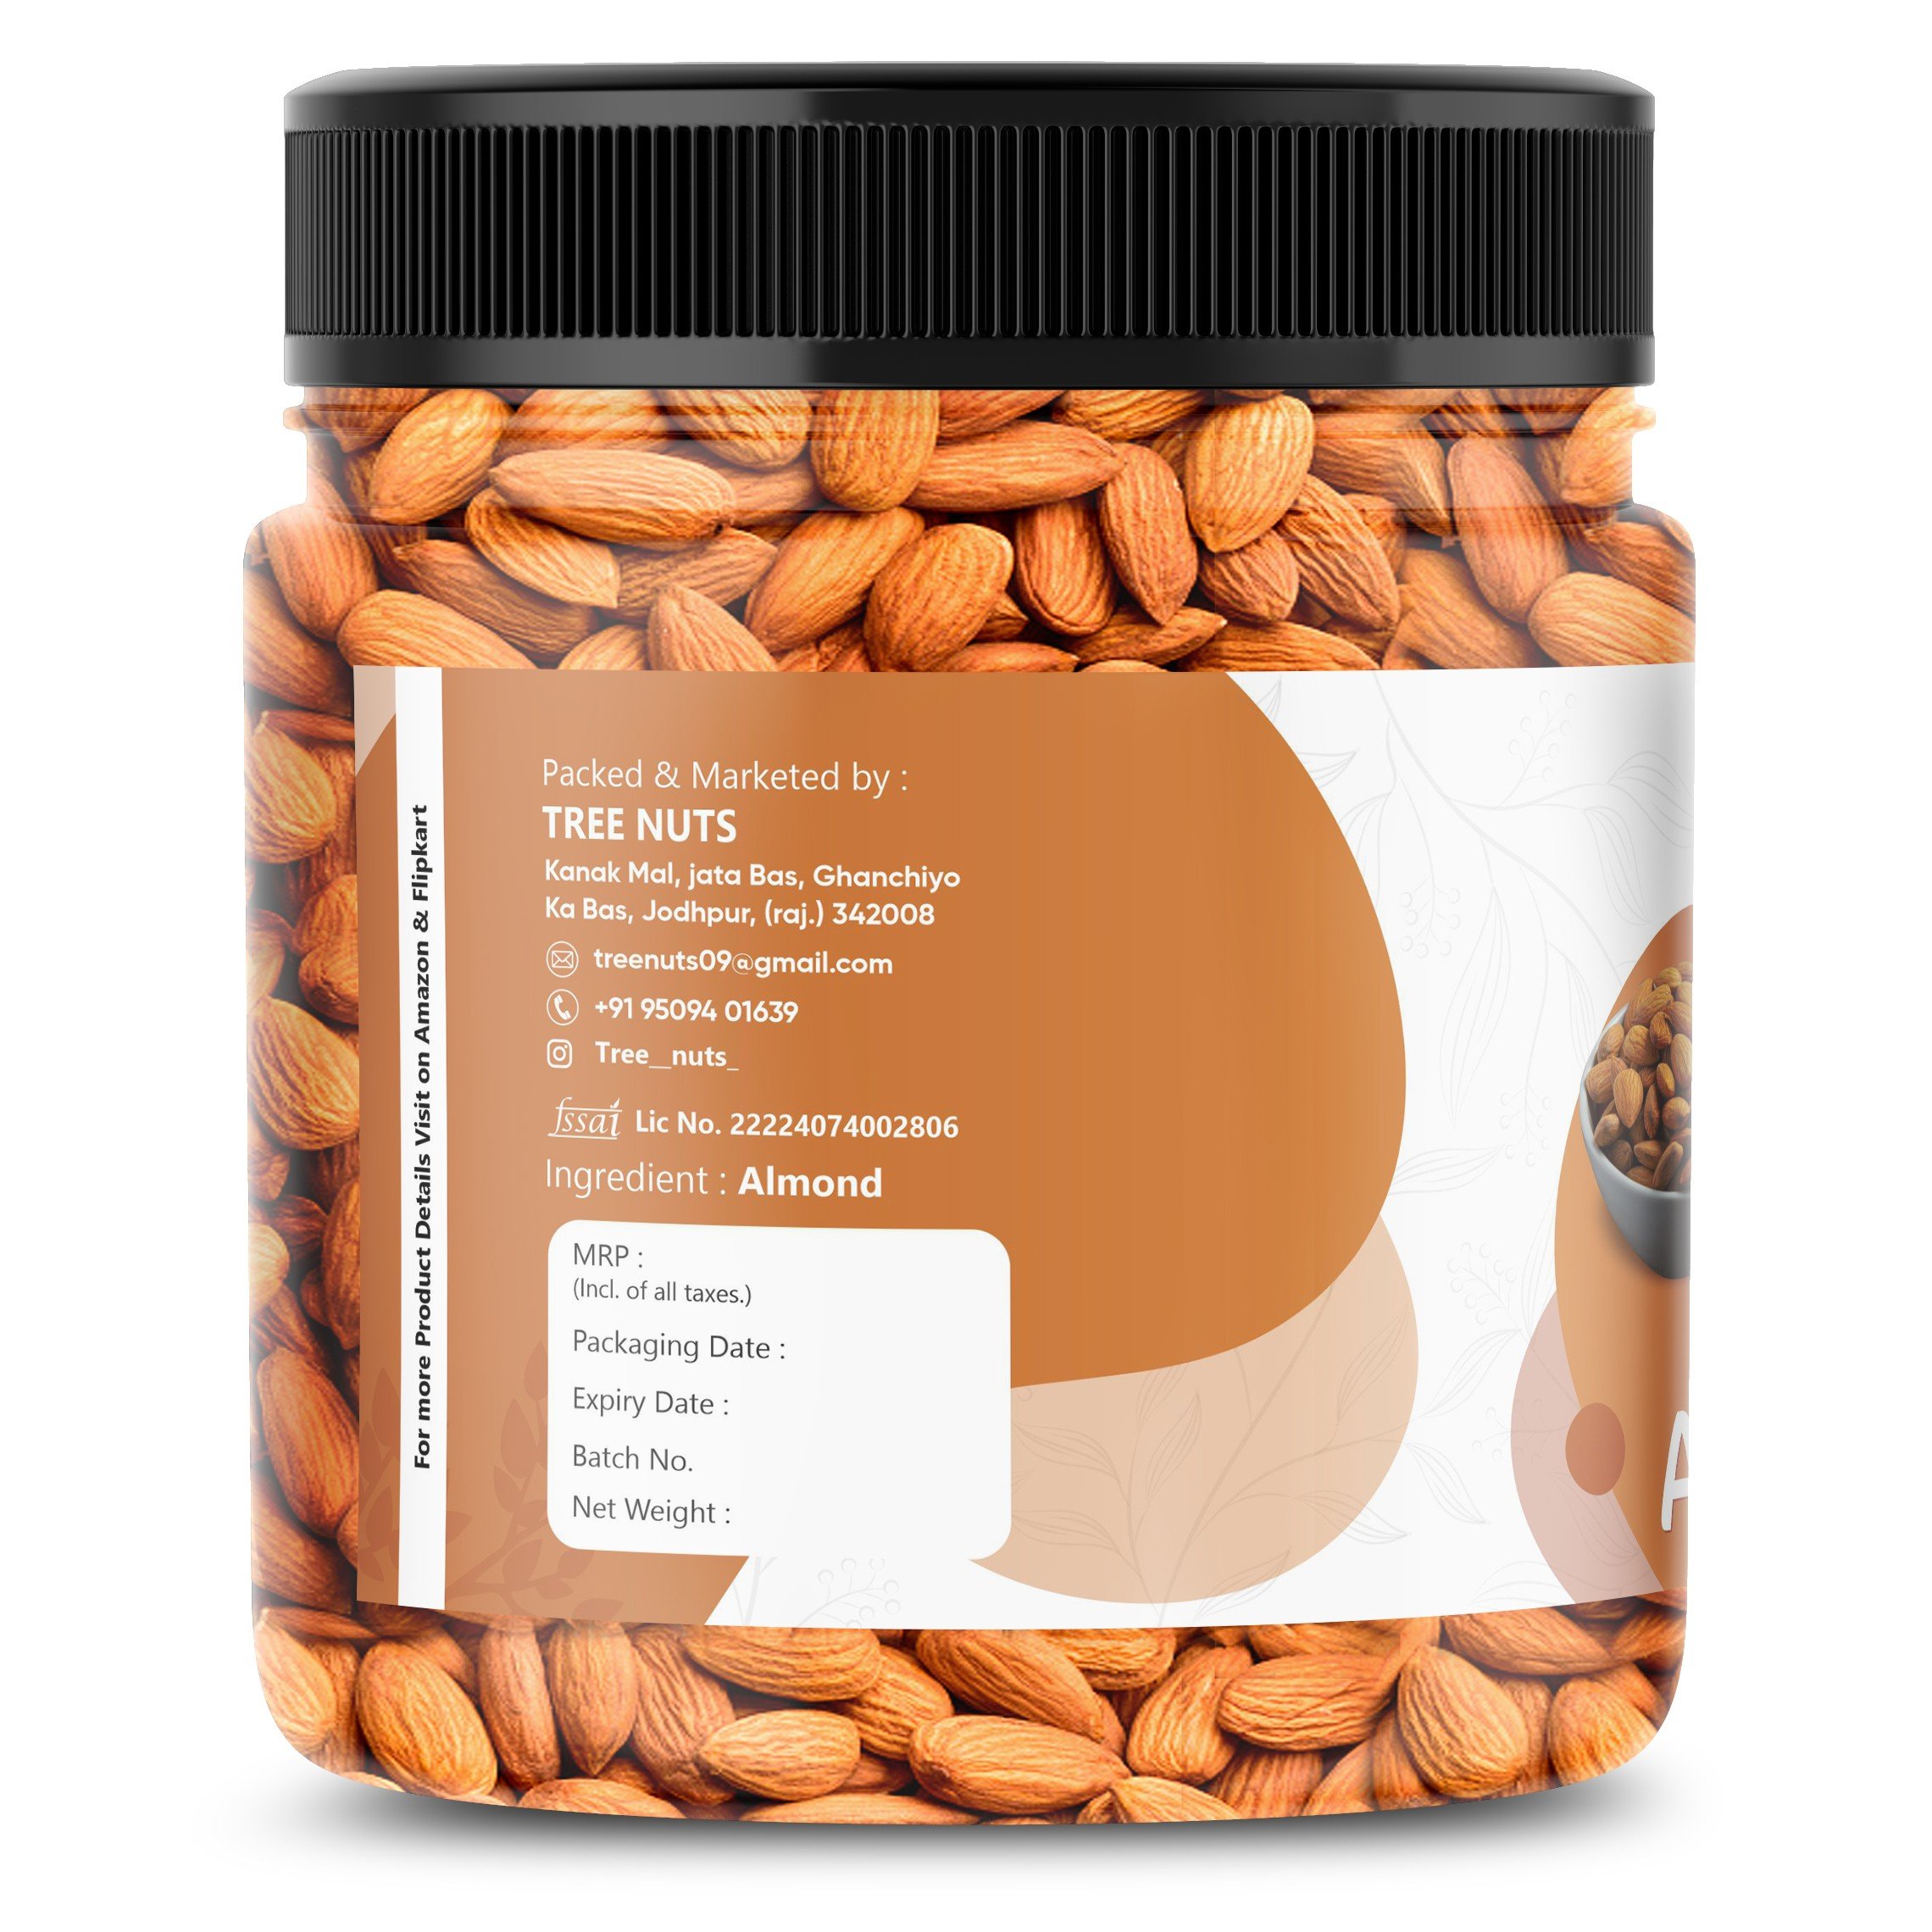 Packed & Marketed by :
TREE NUTS
Kanak Mal, jata Bas, Ghanchiyo
Ka Bas, Jodhpur, (raj.) 342008
treenuts09@gmail.com
+91 95094 01639
Tree__nuts_
fssai Lic No. 22224074002806
Ingredient : Almond
MRP :
(Incl. of all taxes.)
Packaging Date :
Expiry Date :
Batch No.
Net Weight :
For more Product Details Visit on Amazon & Flipkart